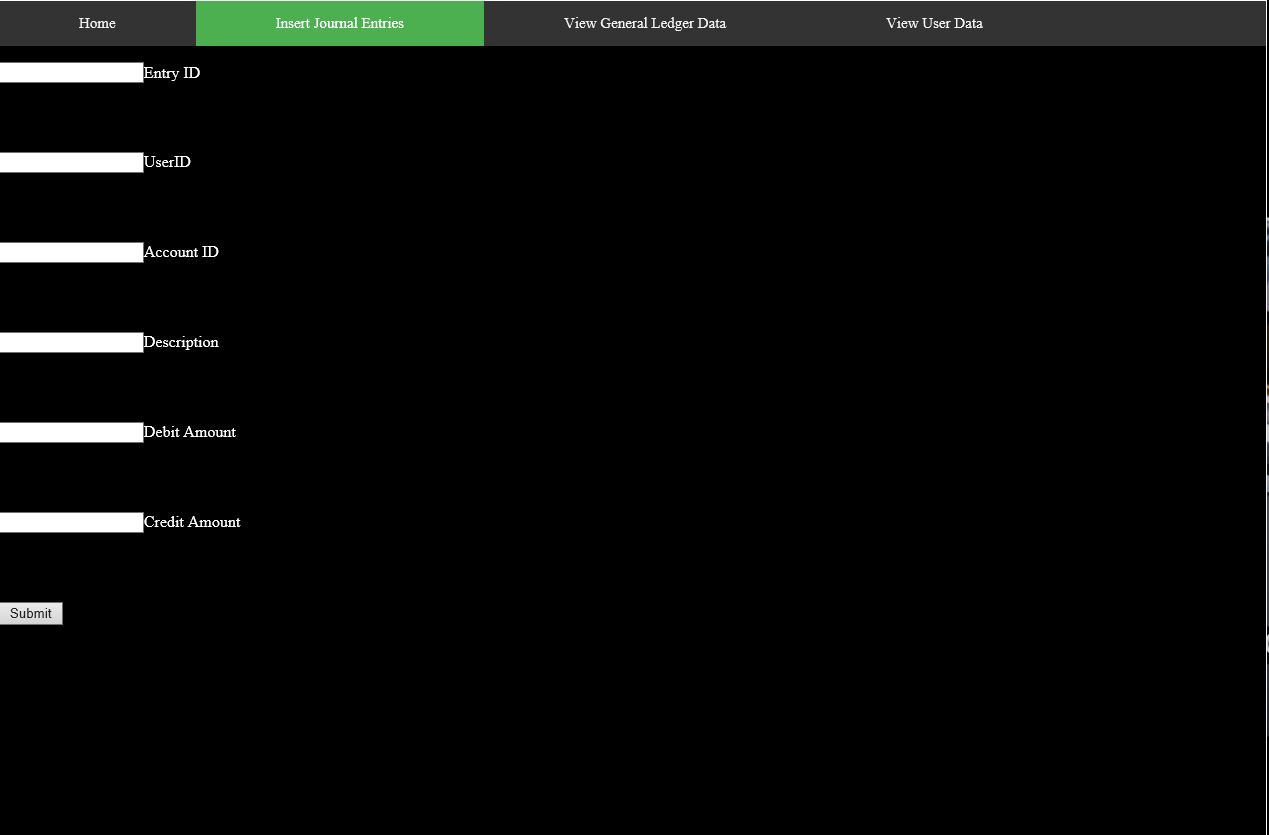 Home Insert Journal Entries View General Ledger Data View User Data
Entry ID
UserID
Account ID
Description
Debit Amount
Credit Amount
Submit